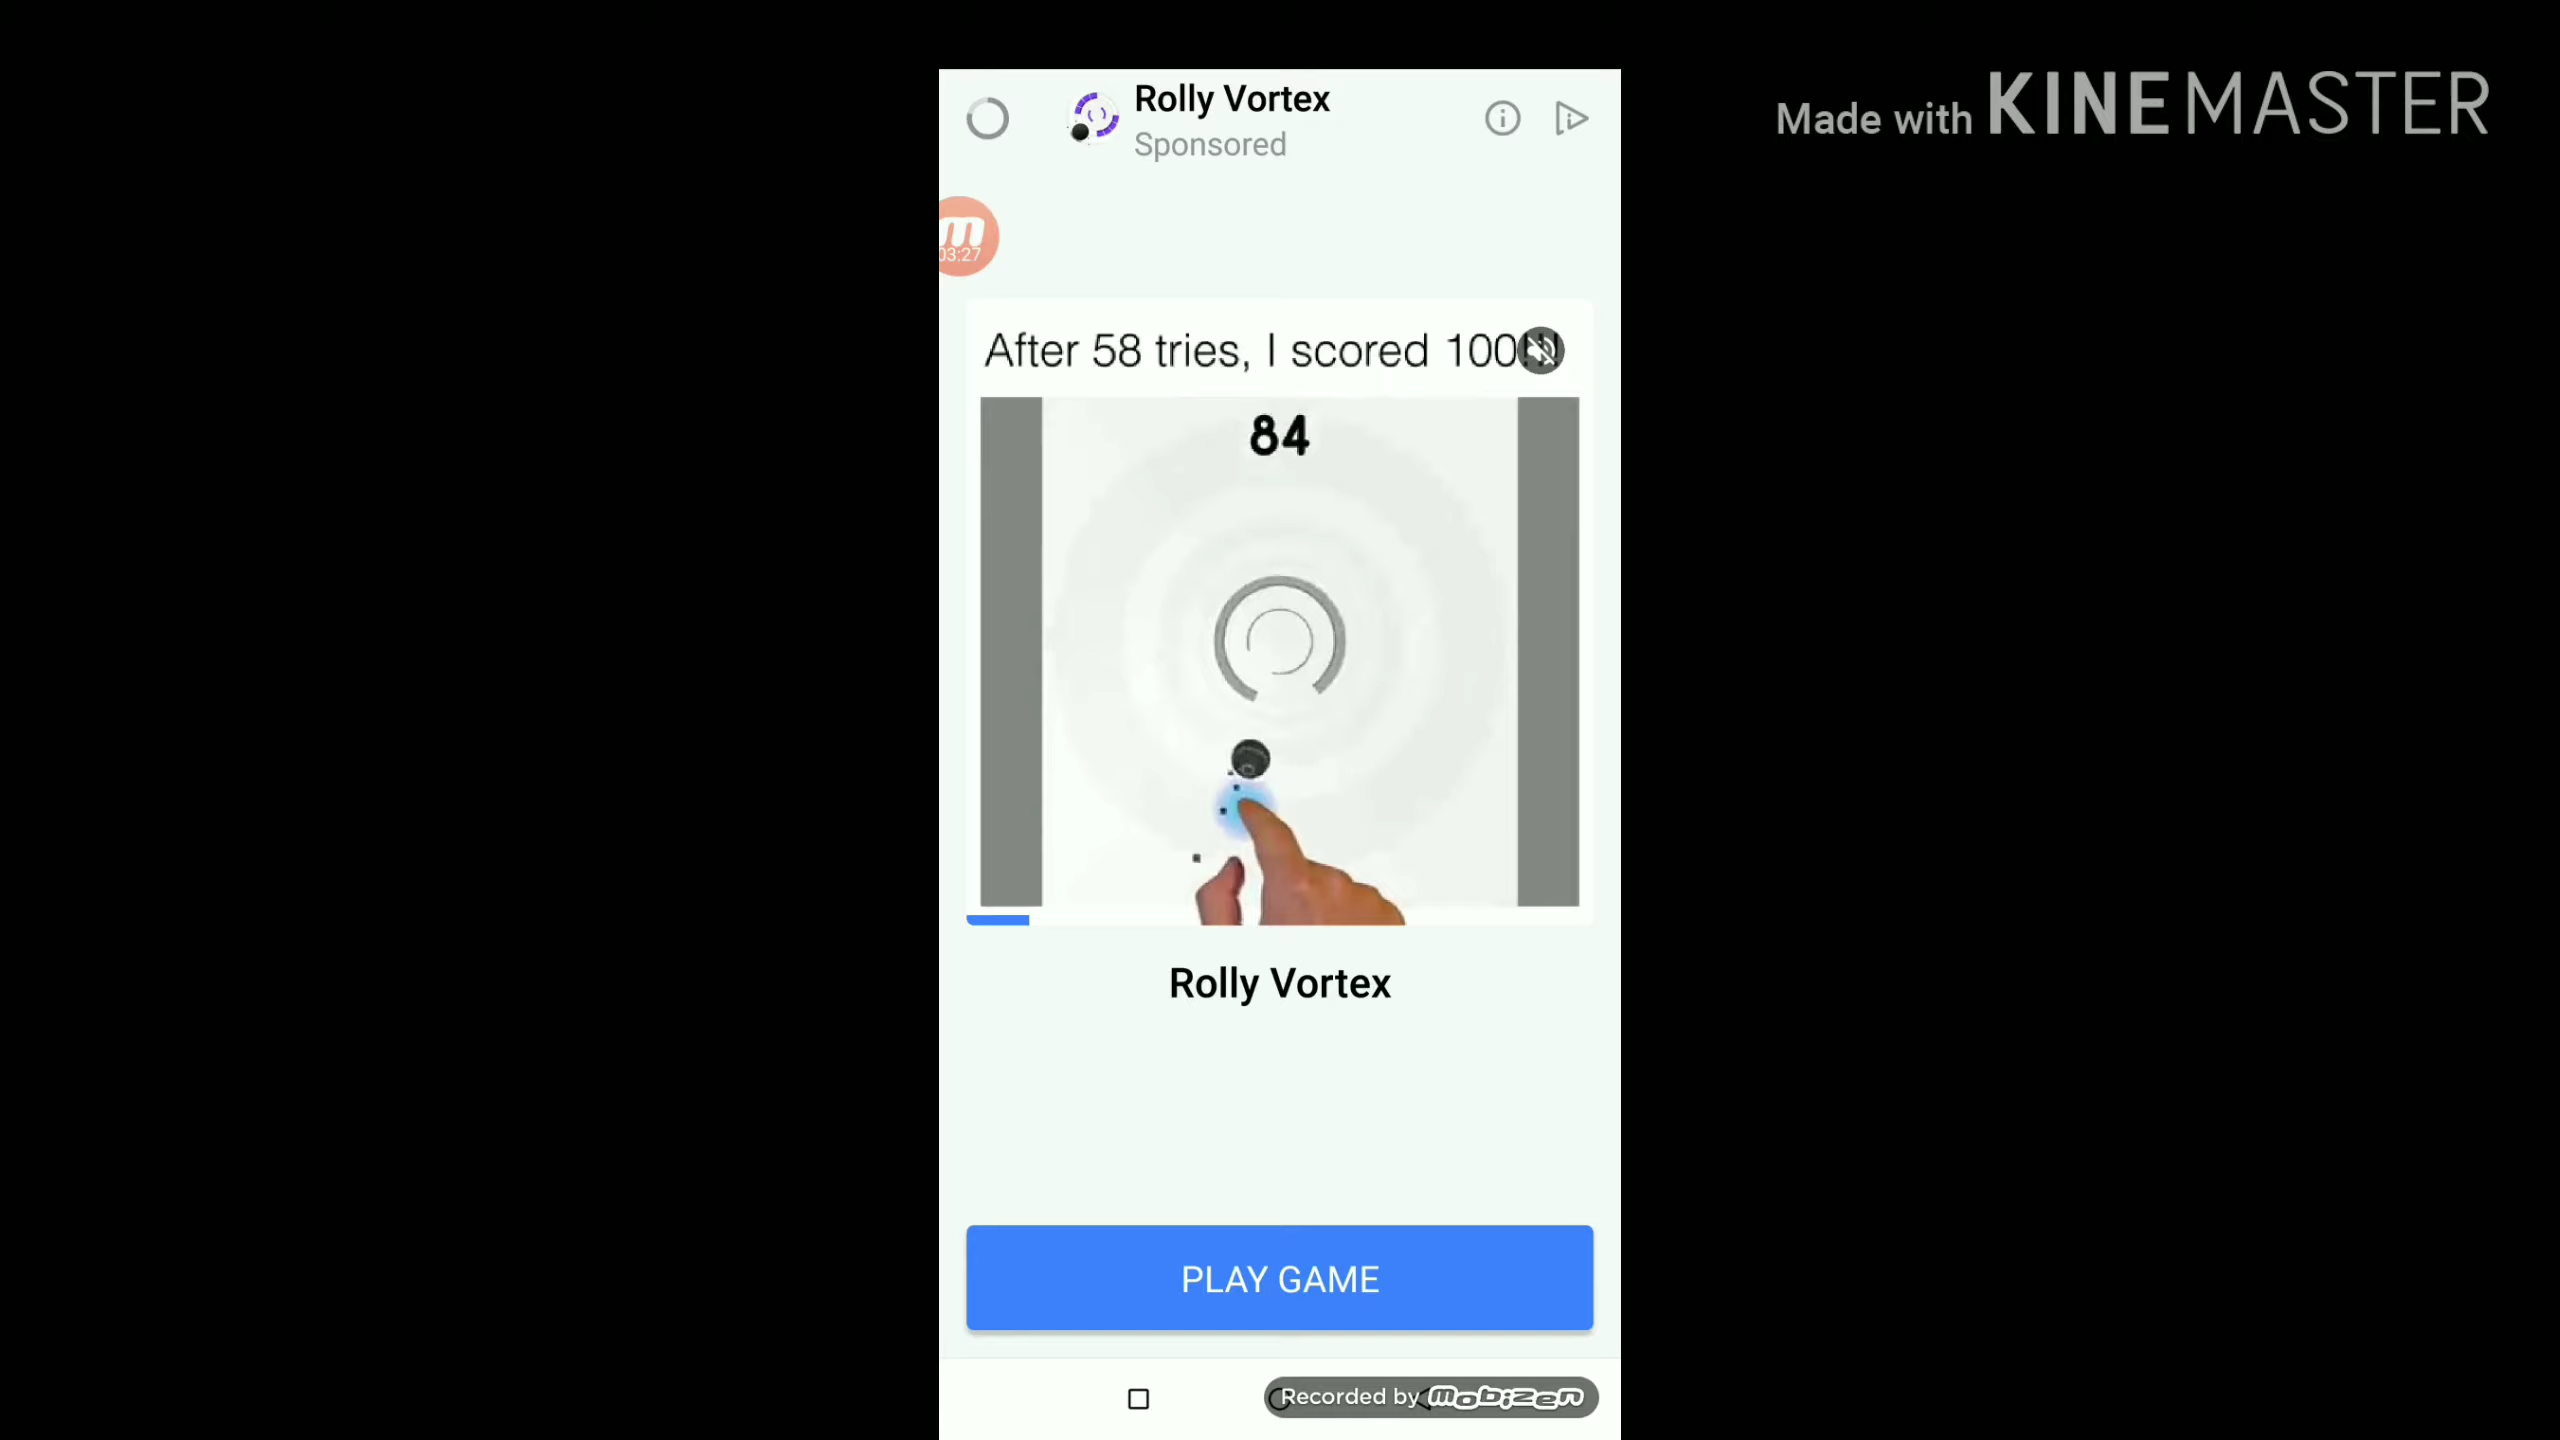 Rolly Vortex
Sponsored
Made with KINEMASTER
03:27
After 58 tries, I scored 100!!!
84
Rolly Vortex
PLAY GAME
Recorded by mobizen